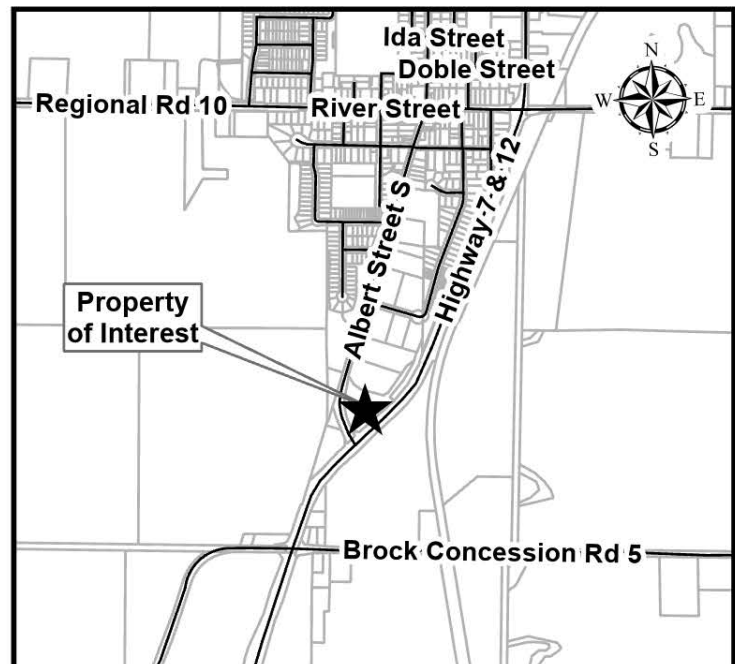 Ida Street
Doble Street
N
Regional Rd 10
River Street
W
E
S
Albert Street S
Highway 7 & 12
Property
of Interest
Brock Concession Rd 5